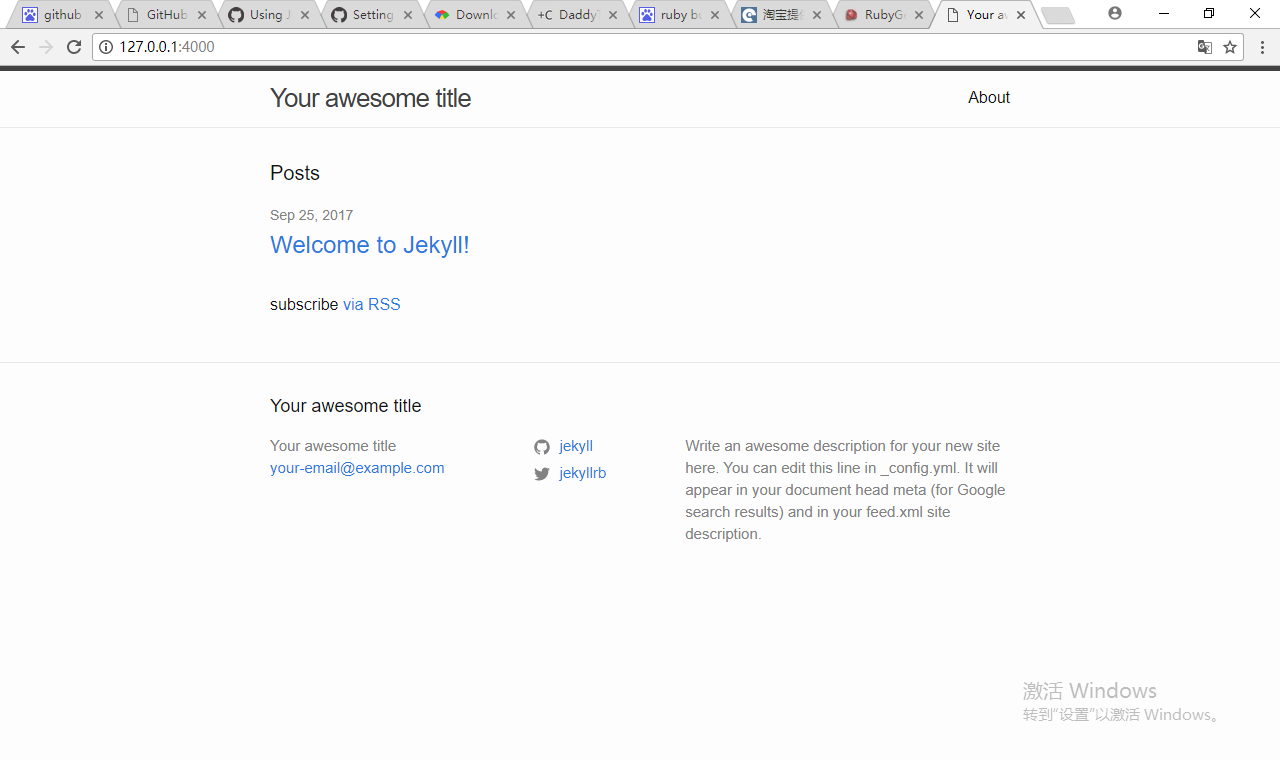 github
GitHub
Using
Setting
Downl
+C Daddy
ruby bu
淘宝提供
RubyGe
Your aw
127.0.0.1:4000
Your awesome title
About
Posts
Sep 25, 2017
Welcome to Jekyll!
subscribe via RSS
Your awesome title
Your awesome title
your-email@example.com
jekyll
jekyllrb
Write an awesome description for your new site
here. You can edit this line in _config.yml. It will
appear in your document head meta (for Google
search results) and in your feed.xml site
description.
激活 Windows
转到"设置"以激活 Windows。